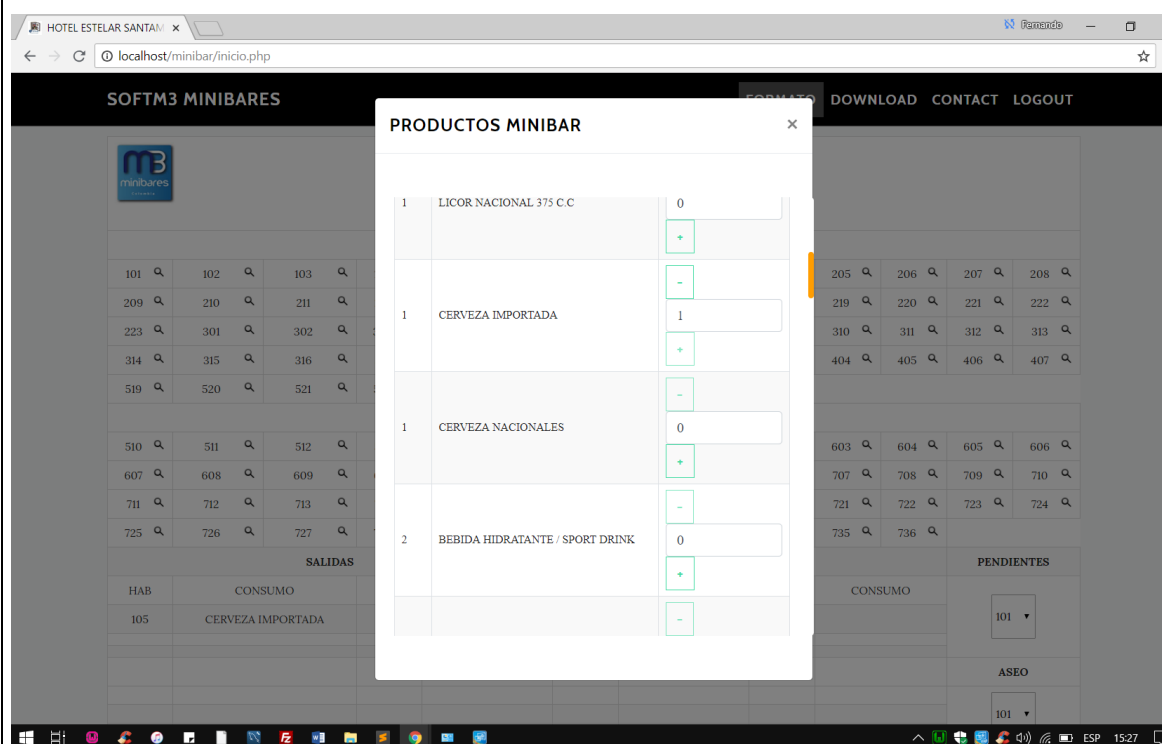 HOTEL ESTELAR SANTAM
Fernando
localhost/minibar/inicio.php
SOFTM3 MINIBARES
FORMATO DOWNLOAD CONTACT LOGOUT
PRODUCTOS MINIBAR ×
m3
minibares
1 LICOR NACIONAL 375 C.C 0
+
101 102 103 205 206 207 208
-
209 210 211 219 220 221 222
1 CERVEZA IMPORTADA 1
223 301 302 310 311 312 313
+
314 315 316 404 405 406 407
519 520 521
-
1 CERVEZA NACIONALES 0
510 511 512 603 604 605 606
+
607 608 609 707 708 709 710
711 712 713 721 722 723 724
-
725 726 727 735 736
2 BEBIDA HIDRATANTE / SPORT DRINK 0
SALIDAS PENDIENTES
+
HAB CONSUMO CONSUMO
105 CERVEZA IMPORTADA 101
-
ASEO
101
ESP 15:27